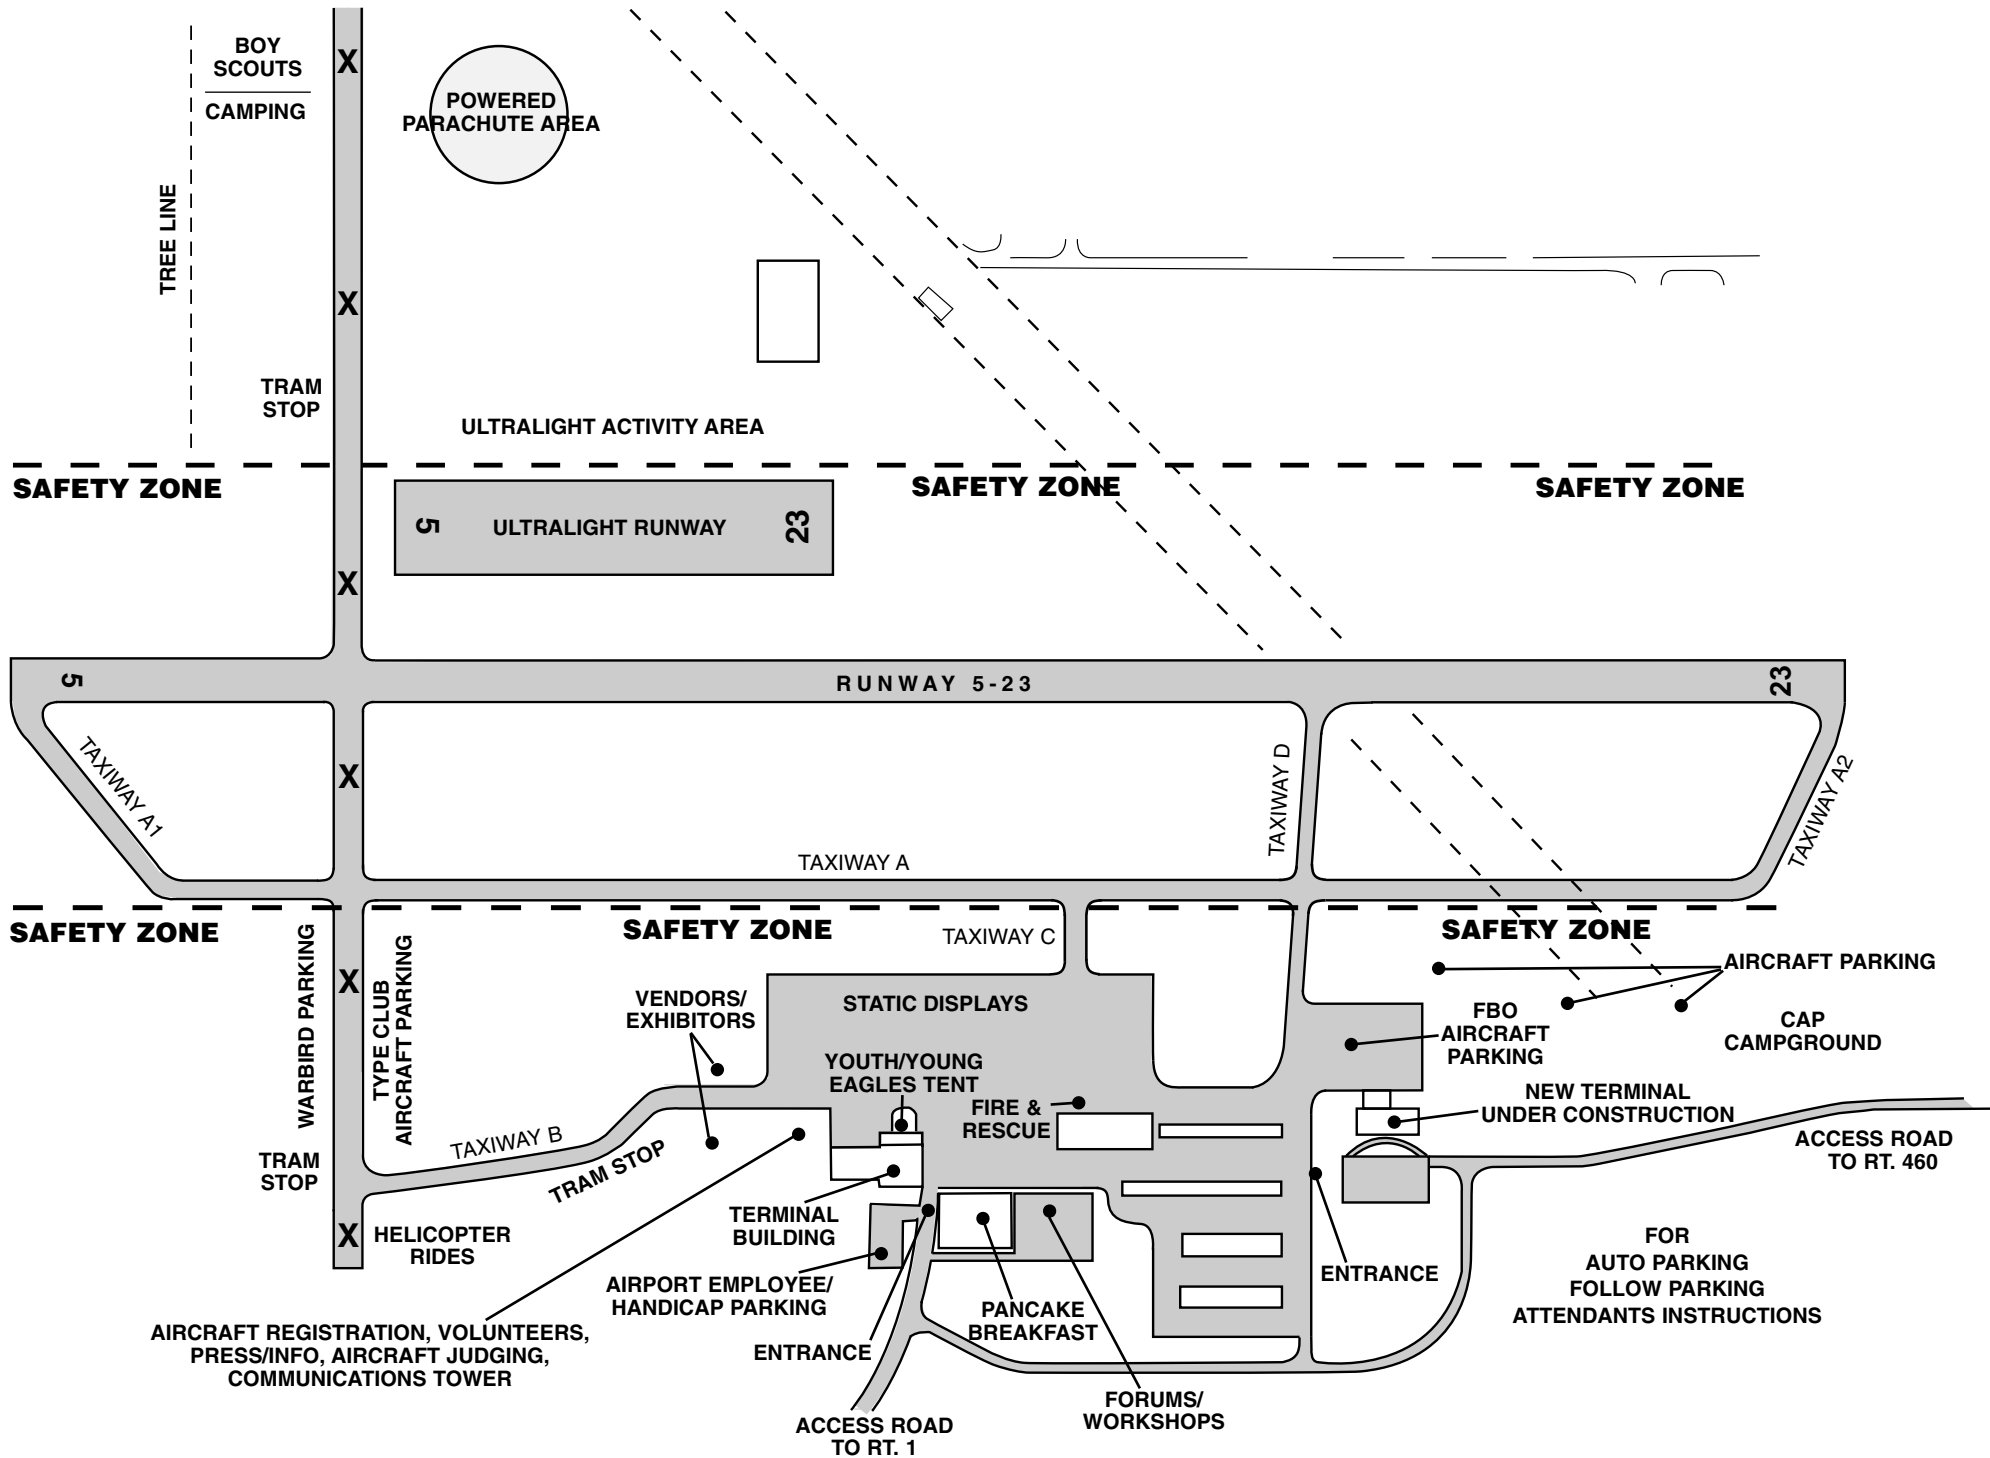 BOY
SCOUTS
CAMPING
X
POWERED
PARACHUTE AREA
TREE LINE
X
TRAM
STOP
ULTRALIGHT ACTIVITY AREA
SAFETY ZONE
SAFETY ZONE
SAFETY ZONE
5
ULTRALIGHT RUNWAY
23
X
5
RUNWAY 5-23
23
X
TAXIWAY A1
TAXIWAY A
TAXIWAY D
TAXIWAY A2
SAFETY ZONE
SAFETY ZONE
SAFETY ZONE
TAXIWAY C
WARBIRD PARKING
X
TYPE CLUB
AIRCRAFT PARKING
VENDORS/
EXHIBITORS
STATIC DISPLAYS
AIRCRAFT PARKING
FBO
AIRCRAFT
PARKING
CAP
CAMPGROUND
YOUTH/YOUNG
EAGLES TENT
FIRE &
RESCUE
NEW TERMINAL
UNDER CONSTRUCTION
TAXIWAY B
TRAM STOP
TRAM
STOP
ACCESS ROAD
TO RT. 460
X
HELICOPTER
RIDES
TERMINAL
BUILDING
AIRPORT EMPLOYEE/
HANDICAP PARKING
ENTRANCE
FOR
AUTO PARKING
FOLLOW PARKING
ATTENDANTS INSTRUCTIONS
PANCAKE
BREAKFAST
AIRCRAFT REGISTRATION, VOLUNTEERS,
PRESS/INFO, AIRCRAFT JUDGING,
COMMUNICATIONS TOWER
ENTRANCE
FORUMS/
WORKSHOPS
ACCESS ROAD
TO RT. 1